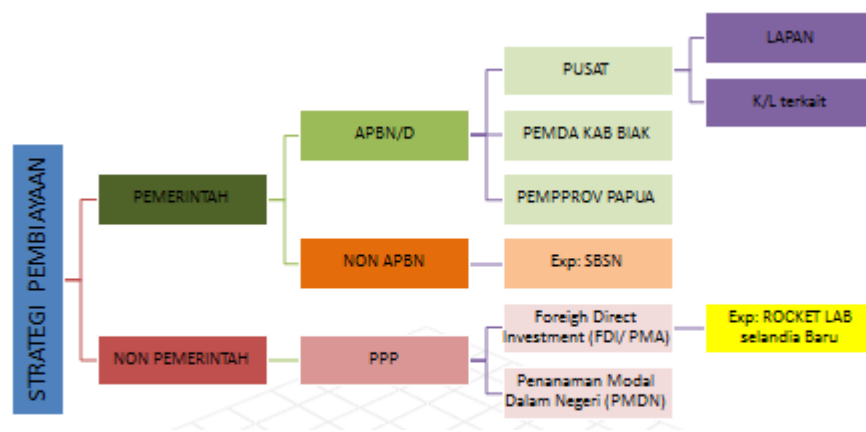 STRATEGI PEMBIAYAAN
PEMERINTAH
APBN/D
PUSAT
LAPAN
K/L terkait
PEMDA KAB BIAK
PEMPPROV PAPUA
NON APBN
Exp: SBSN
NON PEMERINTAH
PPP
Foreigh Direct
Investment (FDI/ PMA)
Exp: ROCKET LAB
selandia Baru
Penanaman Modal
Dalam Negeri (PMDN)